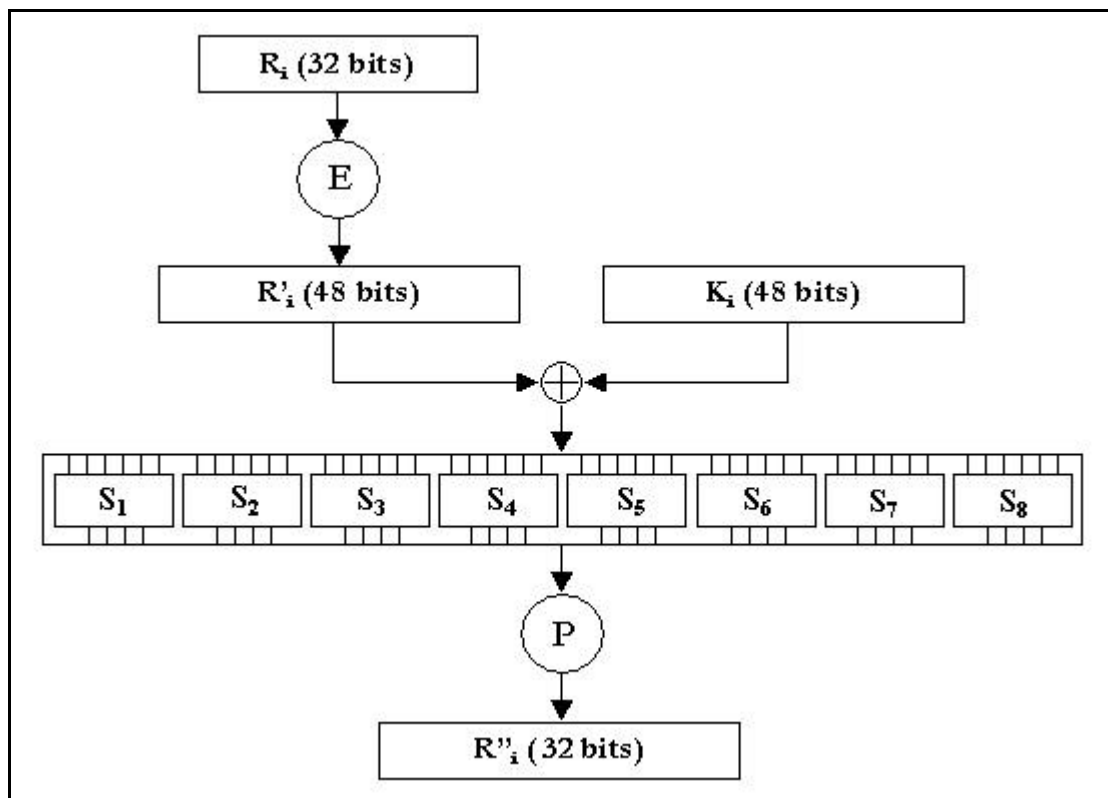 Rᵢ (32 bits)
E
R'ᵢ (48 bits)
Kᵢ (48 bits)
S₁ S₂ S₃ S₄ S₅ S₆ S₇ S₈
P
R”ᵢ (32 bits)